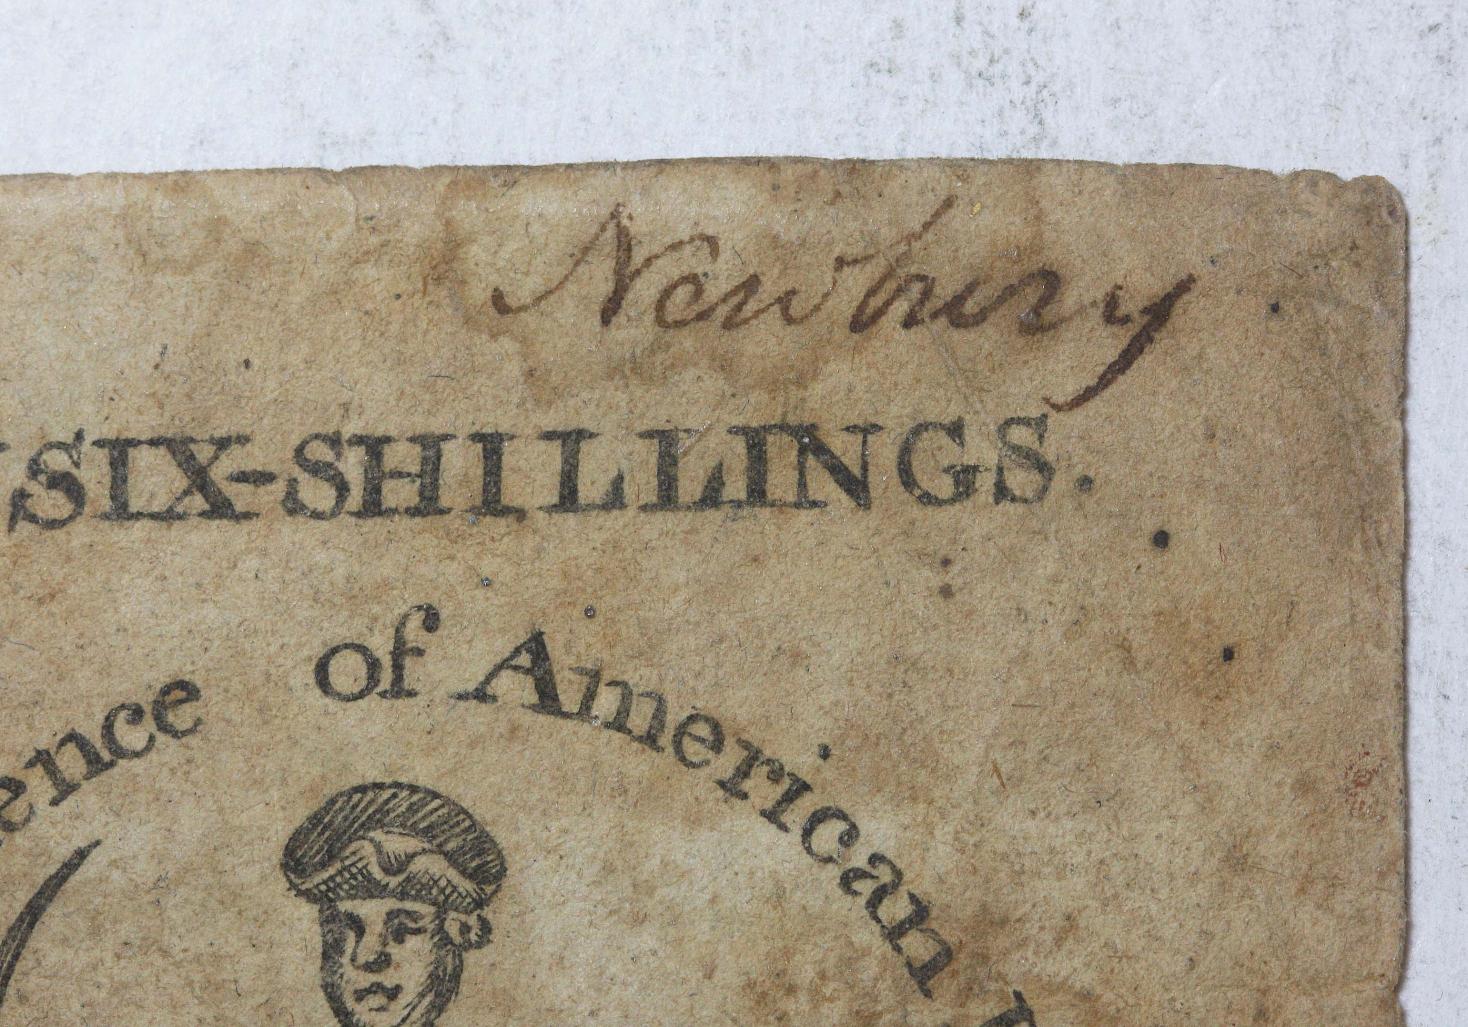 Newbury
SIX-SHILLINGS.
ence of American